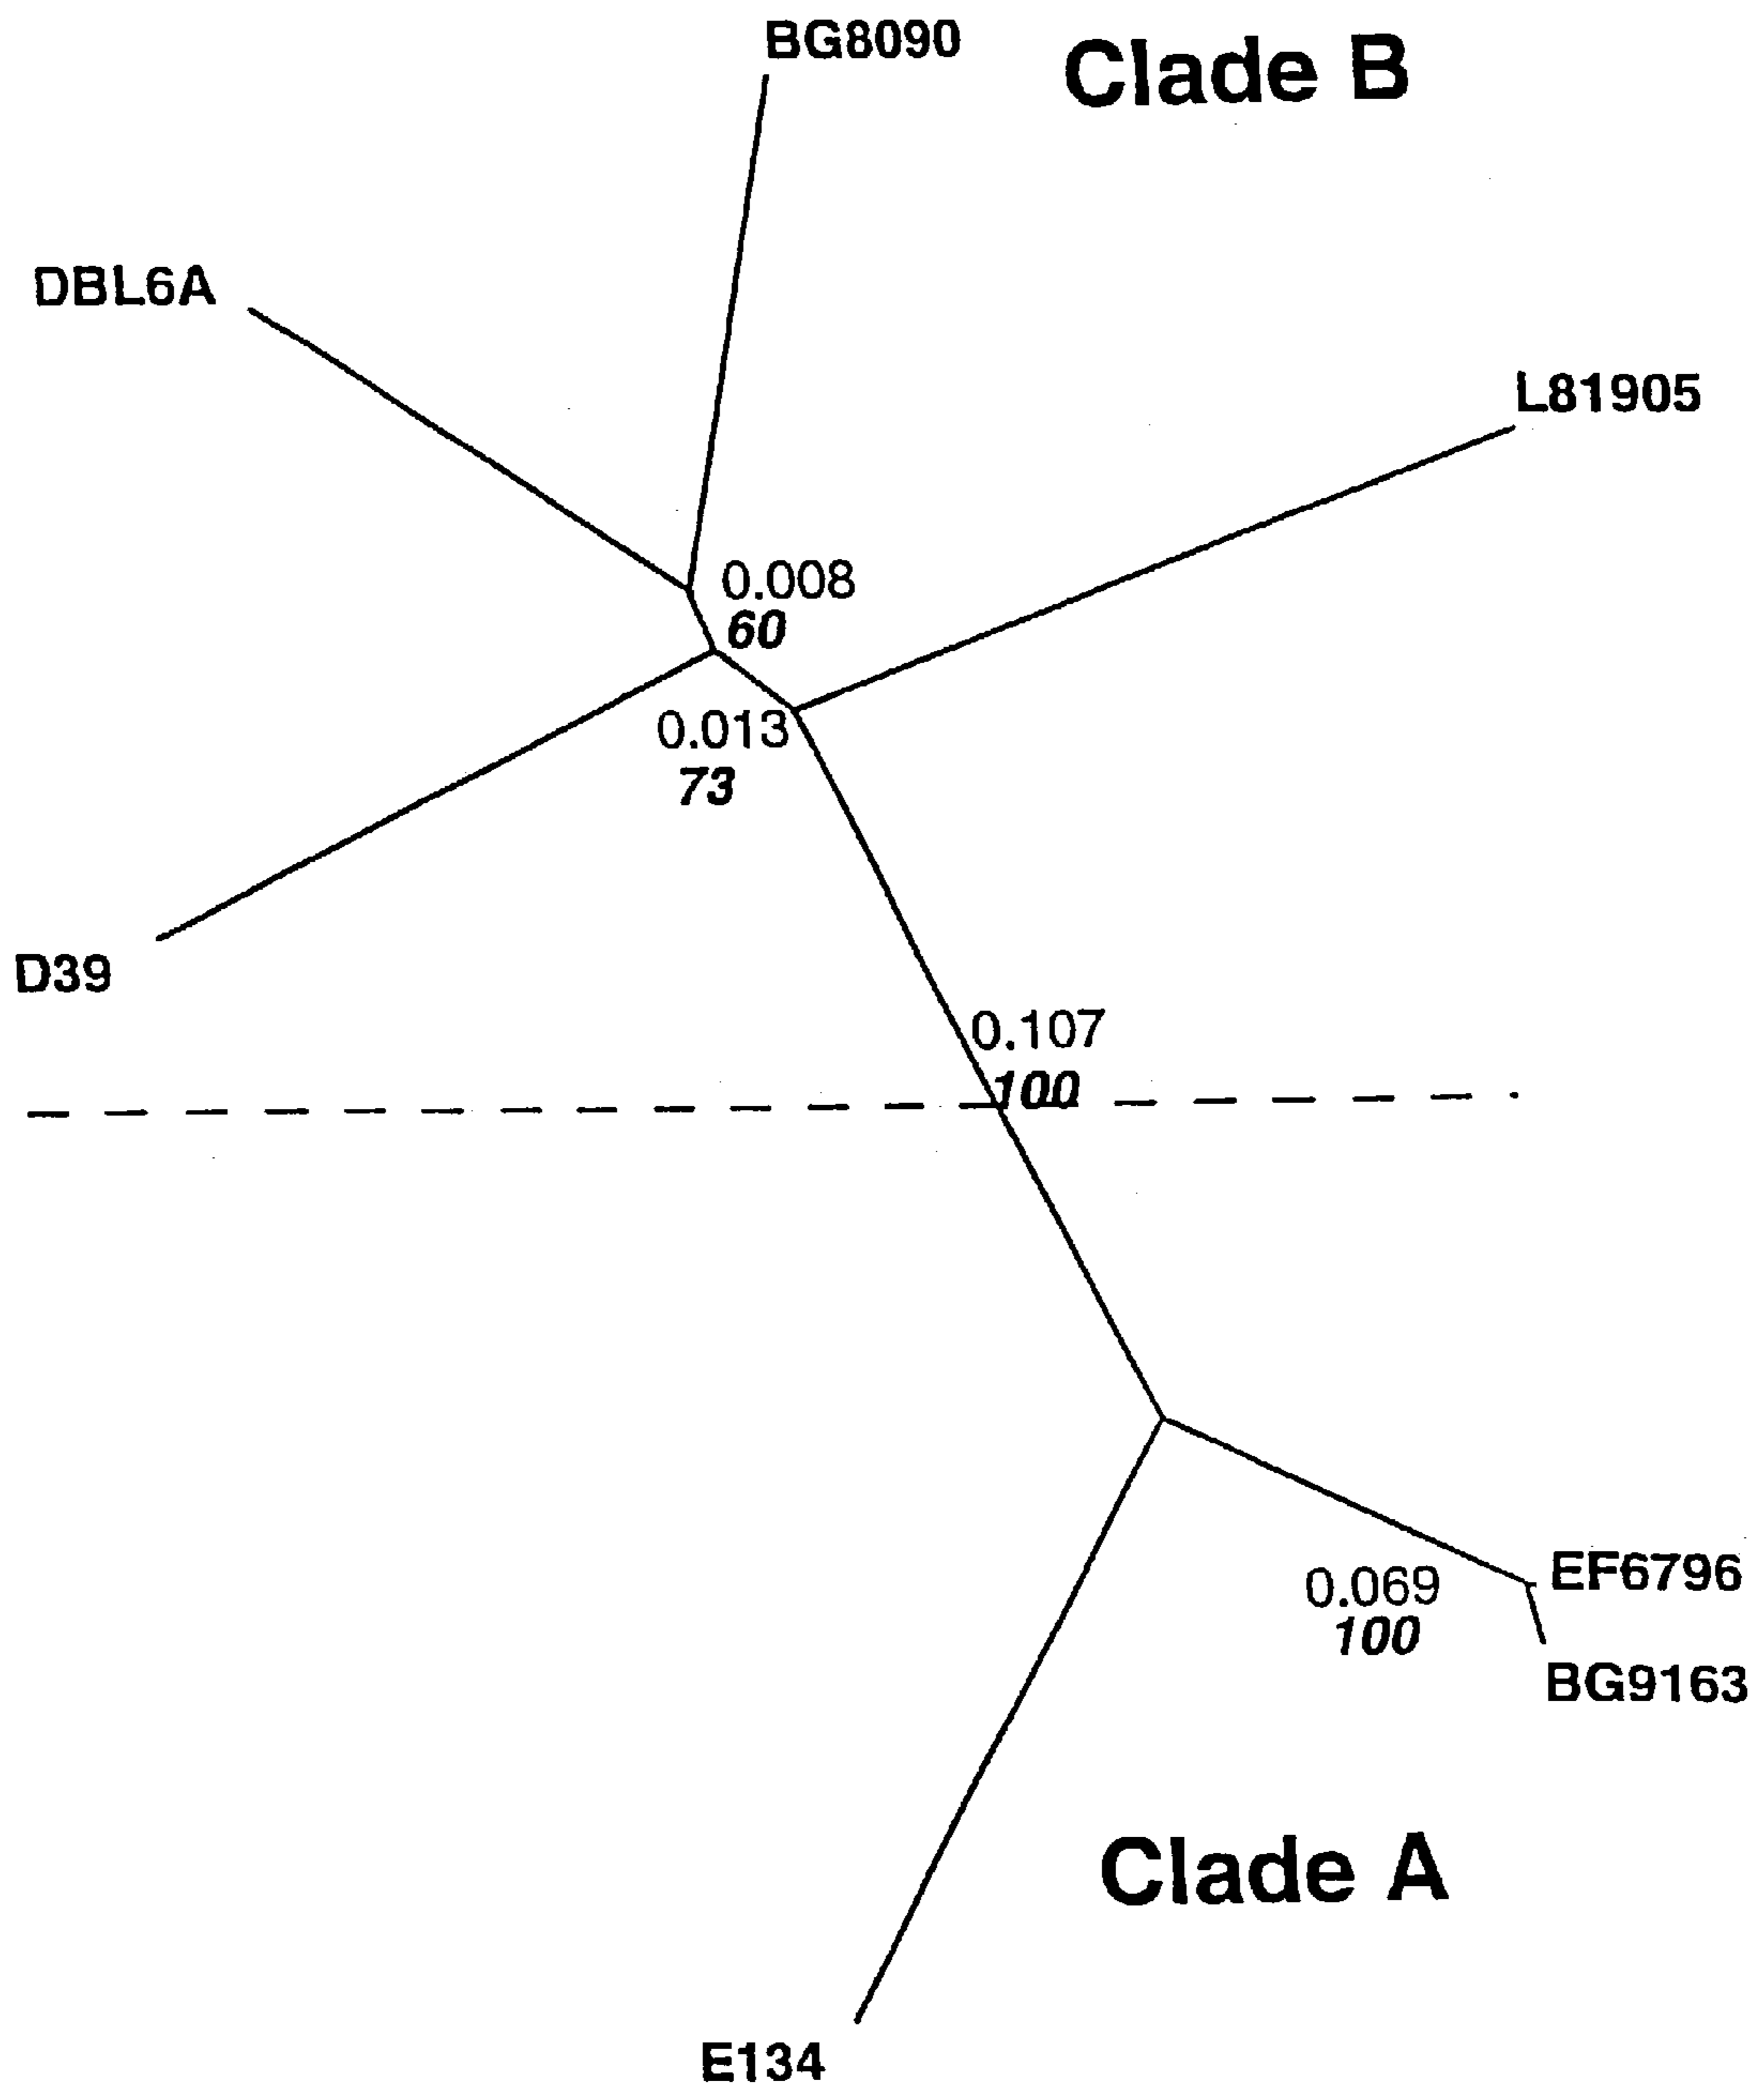 BG8090
Clade B
DBL6A
L81905
0.008
60
0.013
73
D39
0.107
100
EF6796
0.069
100
BG9163
Clade A
E134